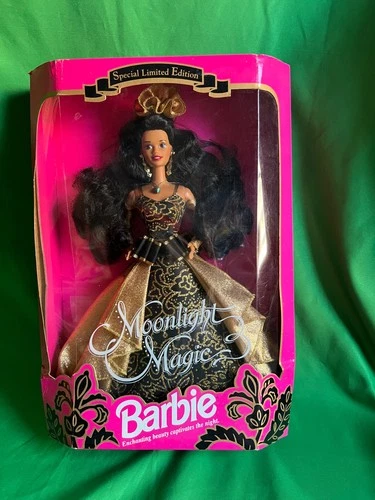 Special Limited Edition
Moonlight
Magic
Barbie
Enchanting beauty captivates the night.